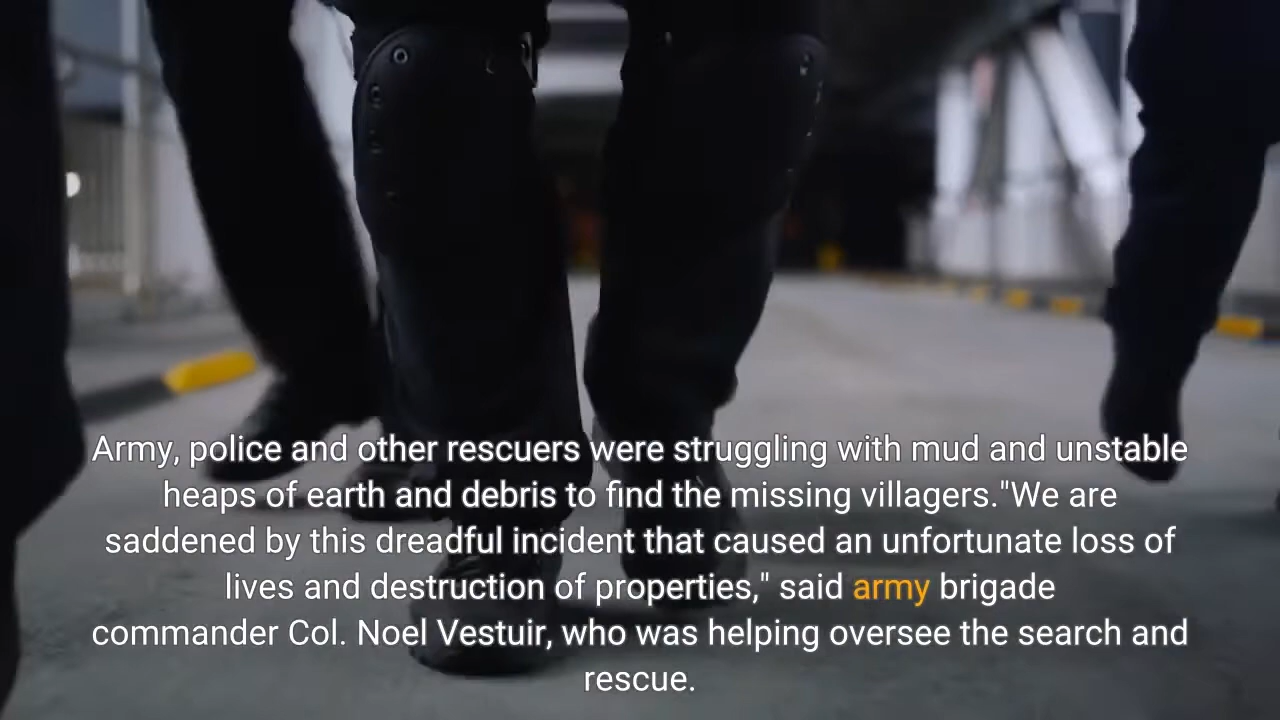 Army, police and other rescuers were struggling with mud and unstable
heaps of earth and debris to find the missing villagers."We are
saddened by this dreadful incident that caused an unfortunate loss of
lives and destruction of properties," said army brigade
commander Col. Noel Vestuir, who was helping oversee the search and
rescue.